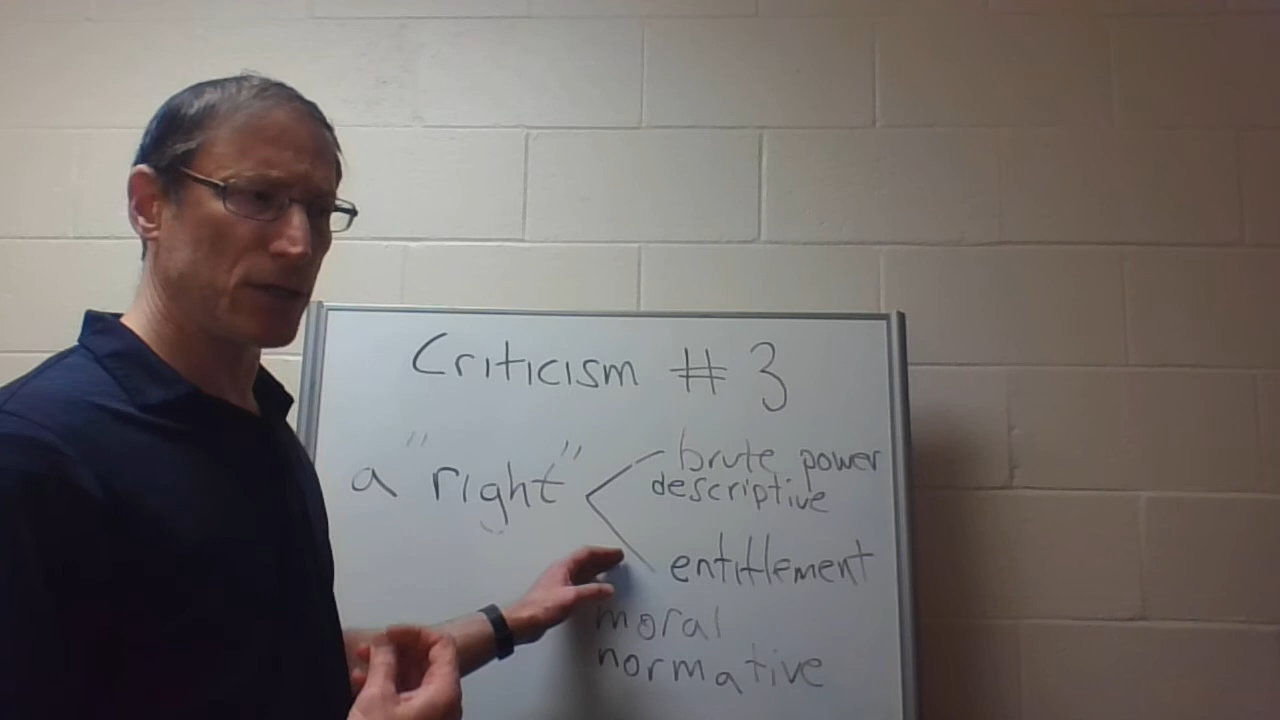 Criticism # 3
a "right"
brute power
descriptive
entitlement
moral
normative